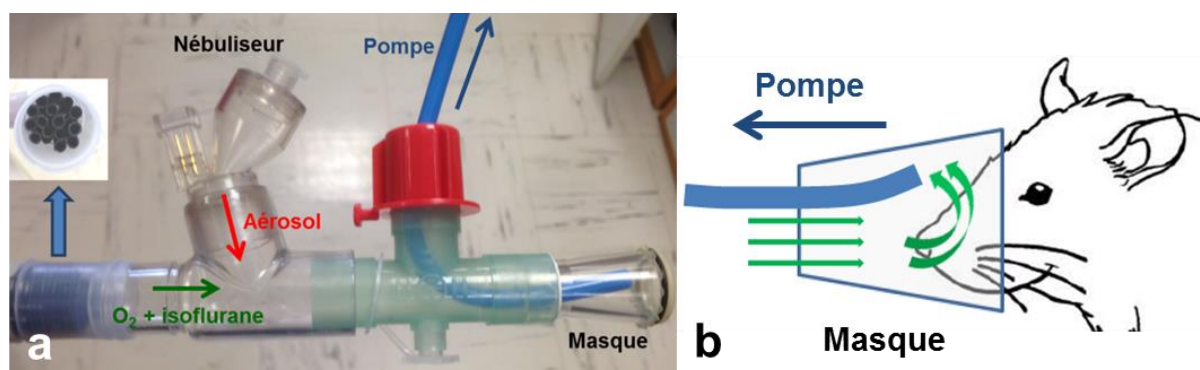 Nébuliseur
Pompe
Aérosol
O₂ + isoflurane
Masque
a
Pompe
Masque
b